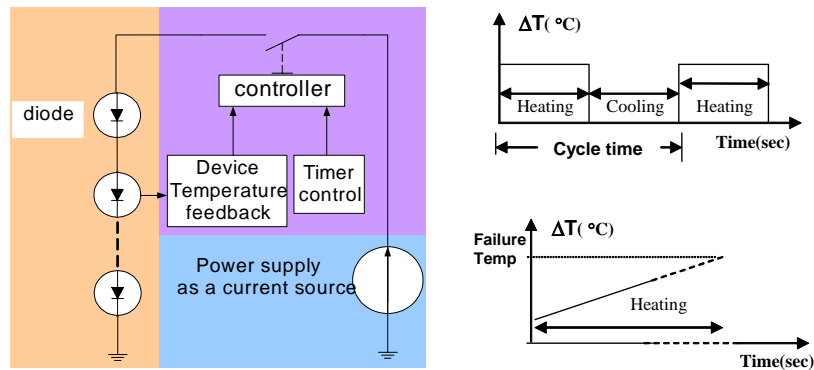 diode
controller
Device
Temperature
feedback
Timer
control
Power supply
as a current source
ΔT( °C)
Heating
Cooling
Heating
Time(sec)
Cycle time
Failure
Temp
ΔT( °C)
Heating
Time(sec)